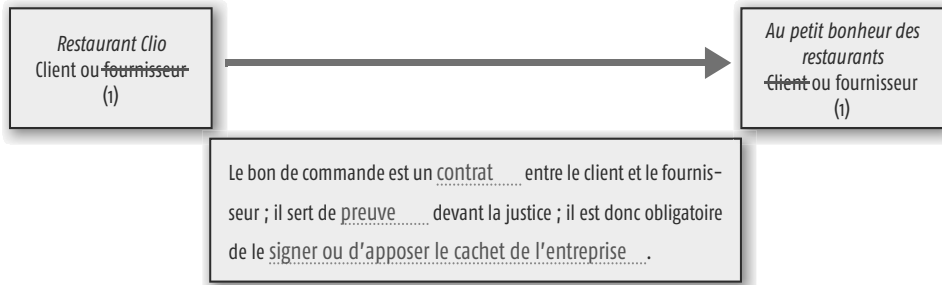 Restaurant Clio
Client ou fournisseur
(1)
Au petit bonheur des
restaurants
Client ou fournisseur
(1)
Le bon de commande est un contrat entre le client et le fournis-
seur ; il sert de preuve devant la justice ; il est donc obligatoire
de le signer ou d'apposer le cachet de l'entreprise .